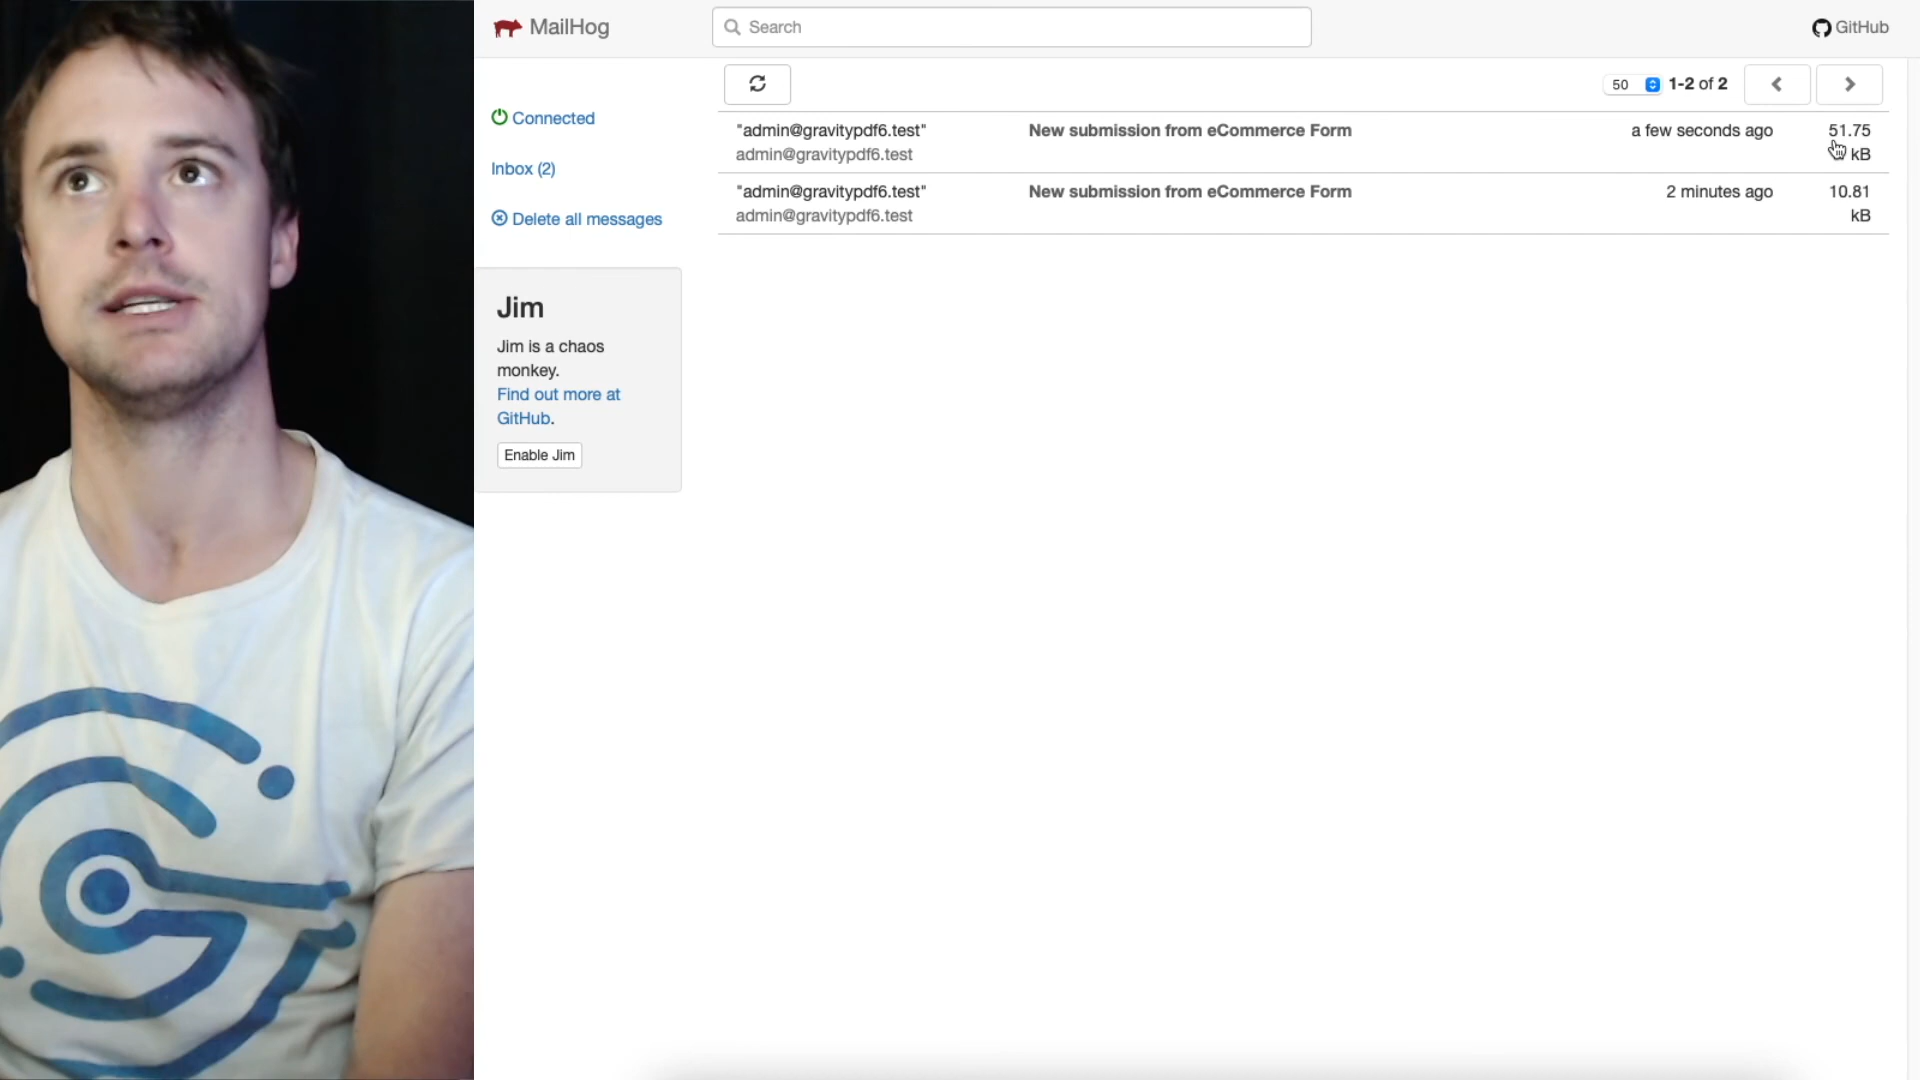 MailHog
Search
GitHub
50 1-2 of 2
Connected
Inbox (2)
Delete all messages
"admin@gravitypdf6.test" New submission from eCommerce Form a few seconds ago 51.75
admin@gravitypdf6.test kB
"admin@gravitypdf6.test" New submission from eCommerce Form 2 minutes ago 10.81
admin@gravitypdf6.test kB
Jim
Jim is a chaos
monkey.
Find out more at
GitHub.
Enable Jim